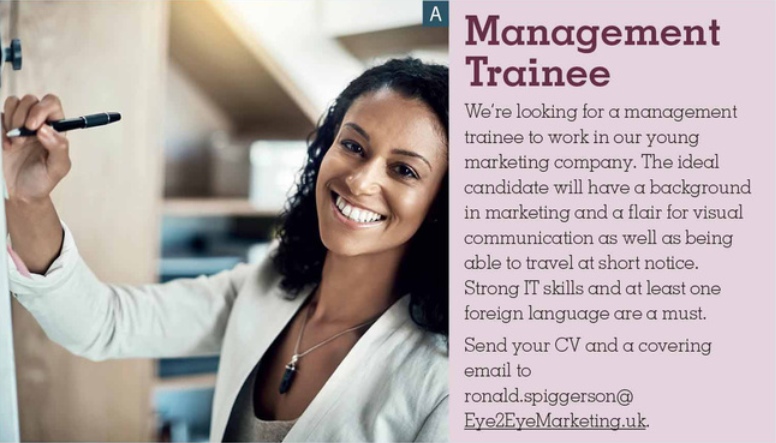 A
Management
Trainee
We're looking for a management
trainee to work in our young
marketing company. The ideal
candidate will have a background
in marketing and a flair for visual
communication as well as being
able to travel at short notice.
Strong IT skills and at least one
foreign language are a must.
Send your CV and a covering
email to
ronald.spiggerson@
Eye2EyeMarketing.uk.